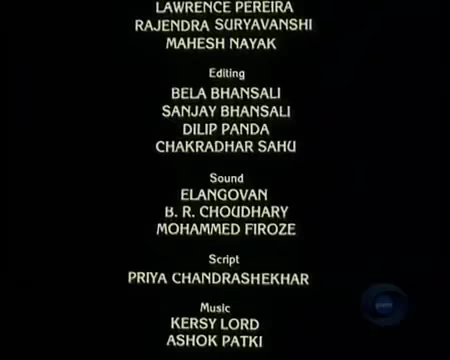 LAWRENCE PEREIRA
RAJENDRA SURYAVANSHI
MAHESH NAYAK
Editing
BELA BHANSALI
SANJAY BHANSALI
DILIP PANDA
CHAKRADHAR SAHU
Sound
ELANGOVAN
B. R. CHOUDHARY
MOHAMMED FIROZE
Script
PRIYA CHANDRASHEKHAR
Music
KERSY LORD
ASHOK PATKI